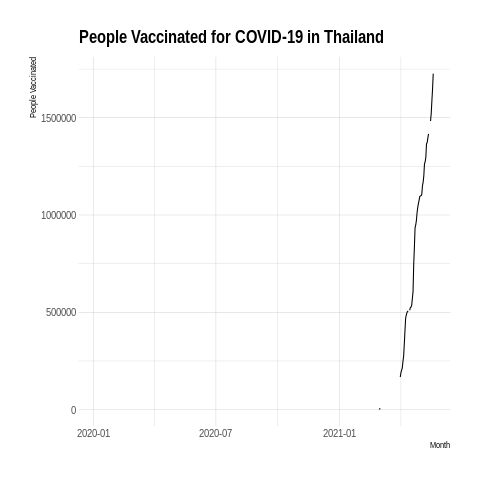 People Vaccinated for COVID-19 in Thailand
People Vaccinated
1500000
1000000
500000
0
2020-01 2020-07 2021-01
Month